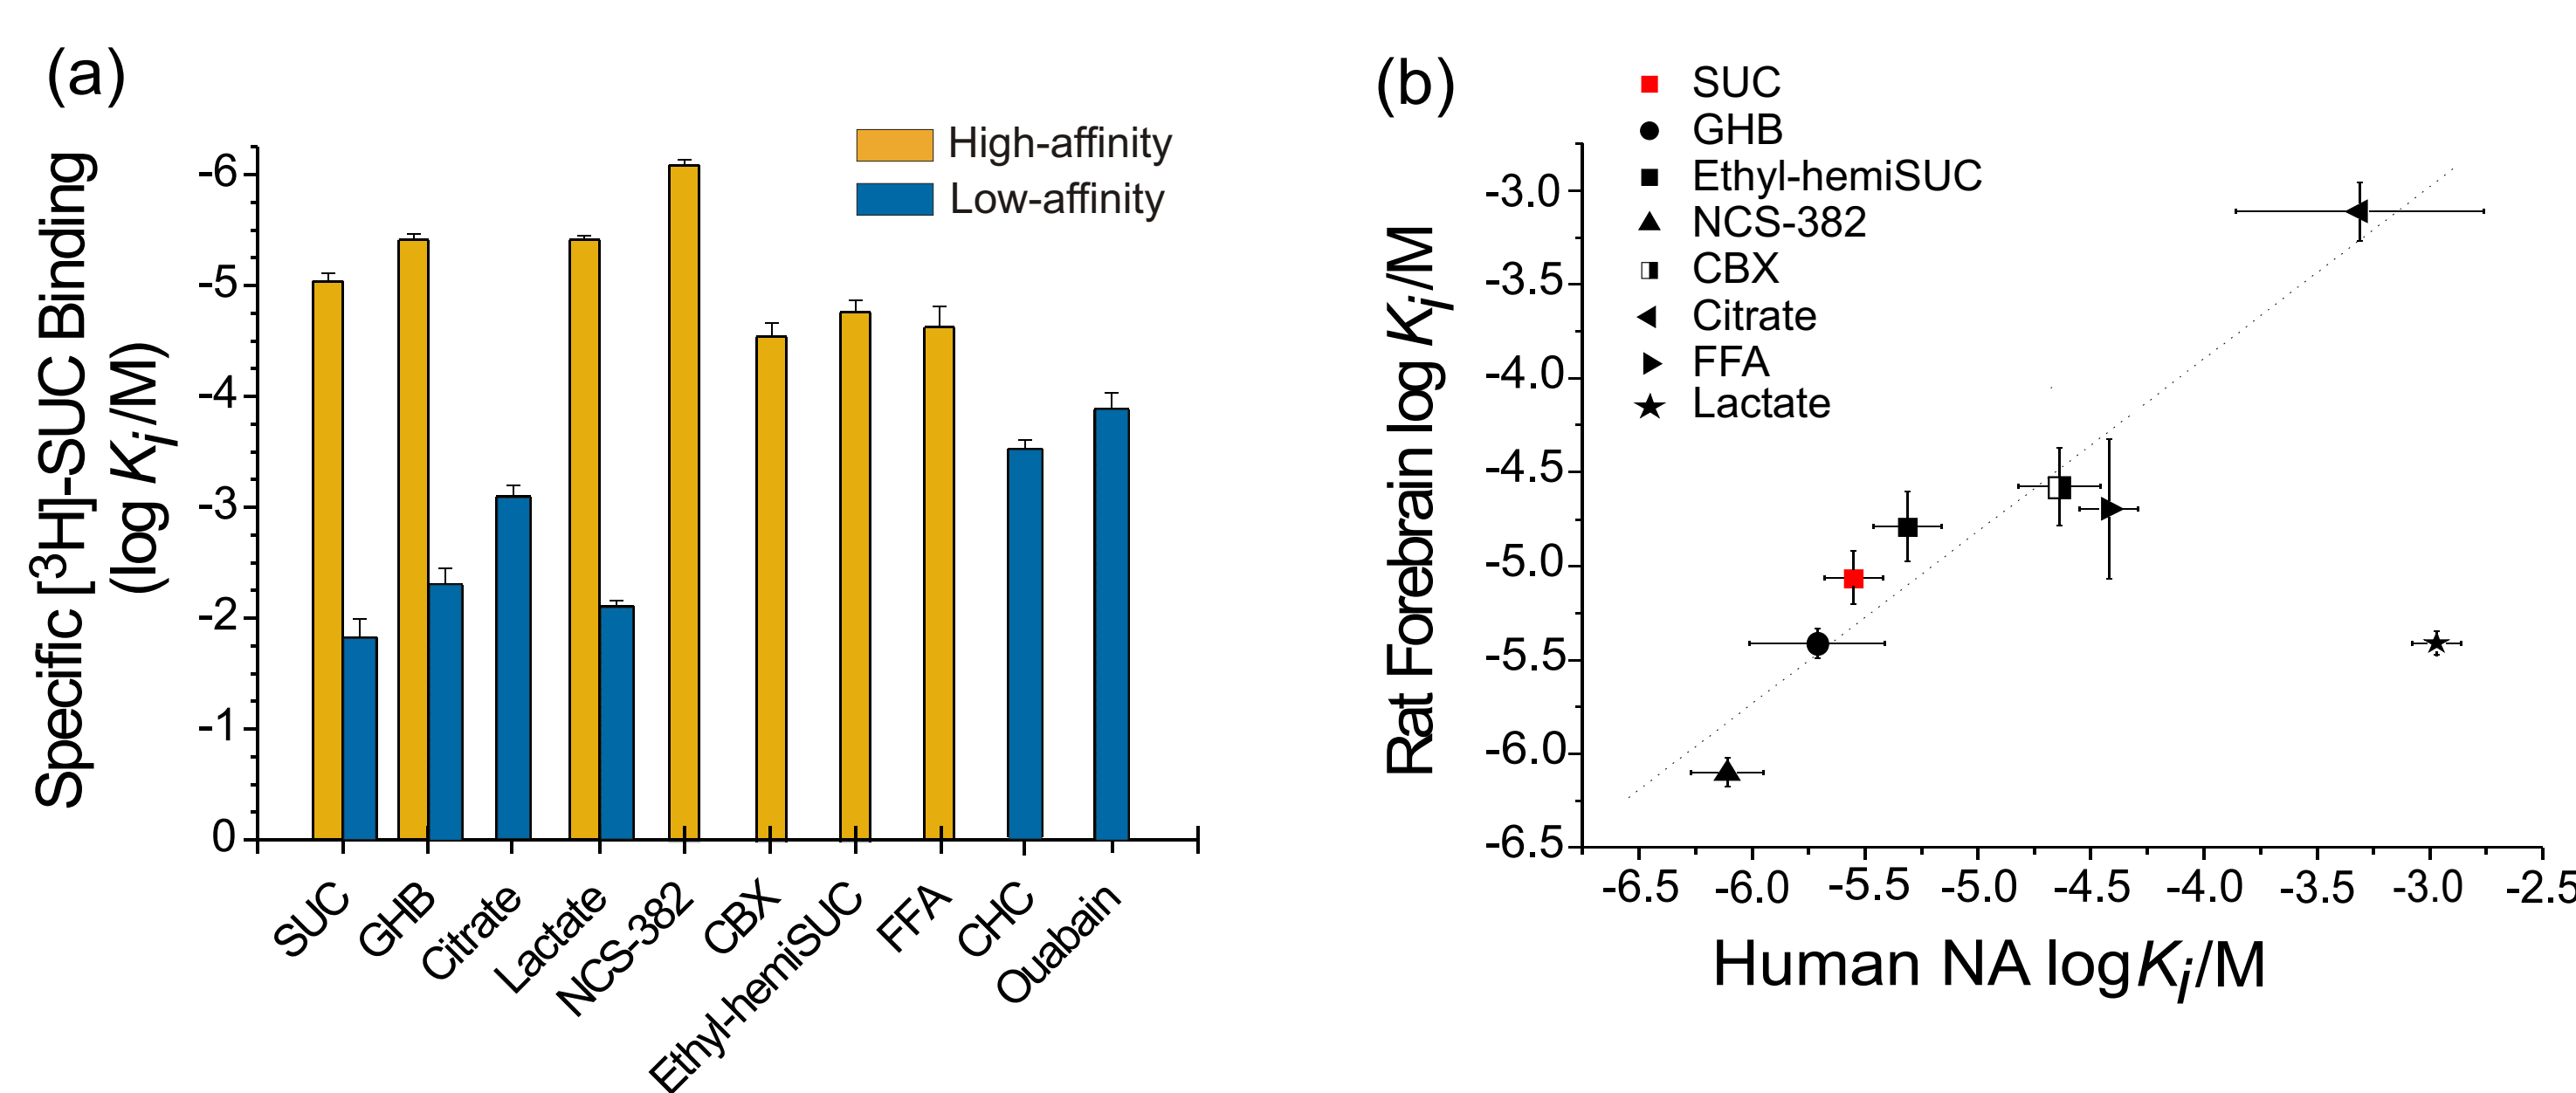 (a)
Specific [³H]-SUC Binding
(log Kᵢ/M)
-6
-5
-4
-3
-2
-1
0
High-affinity
Low-affinity
SUC
GHB
Citrate
Lactate
NCS-382
CBX
Ethyl-hemiSUC
FFA
CHC
Ouabain
(b)
SUC
GHB
Ethyl-hemiSUC
NCS-382
CBX
Citrate
FFA
Lactate
Rat Forebrain log Kᵢ/M
-3.0
-3.5
-4.0
-4.5
-5.0
-5.5
-6.0
-6.5
-6.5 -6.0 -5.5 -5.0 -4.5 -4.0 -3.5 -3.0 -2.5
Human NA logKᵢ/M